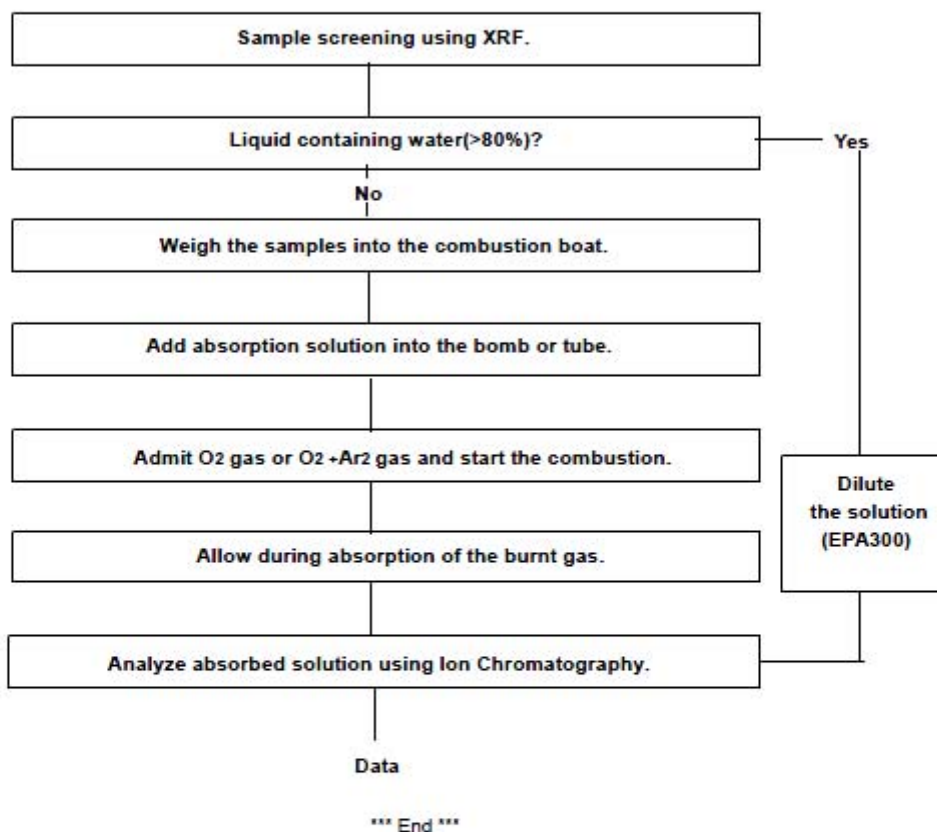 Sample screening using XRF.
Liquid containing water(>80%)?
Yes
No
Weigh the samples into the combustion boat.
Add absorption solution into the bomb or tube.
Admit O2 gas or O2 +Ar2 gas and start the combustion.
Dilute
the solution
(EPA300)
Allow during absorption of the burnt gas.
Analyze absorbed solution using Ion Chromatography.
Data
*** End ***